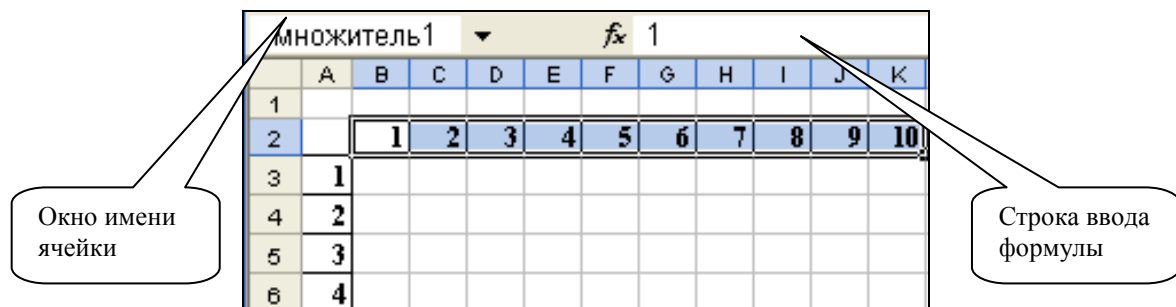 множитель1 fx 1
A B C D E F G H I J K
1
2 1 2 3 4 5 6 7 8 9 10
3 1
4 2
5 3
6 4
Окно имени
ячейки
Строка ввода
формулы